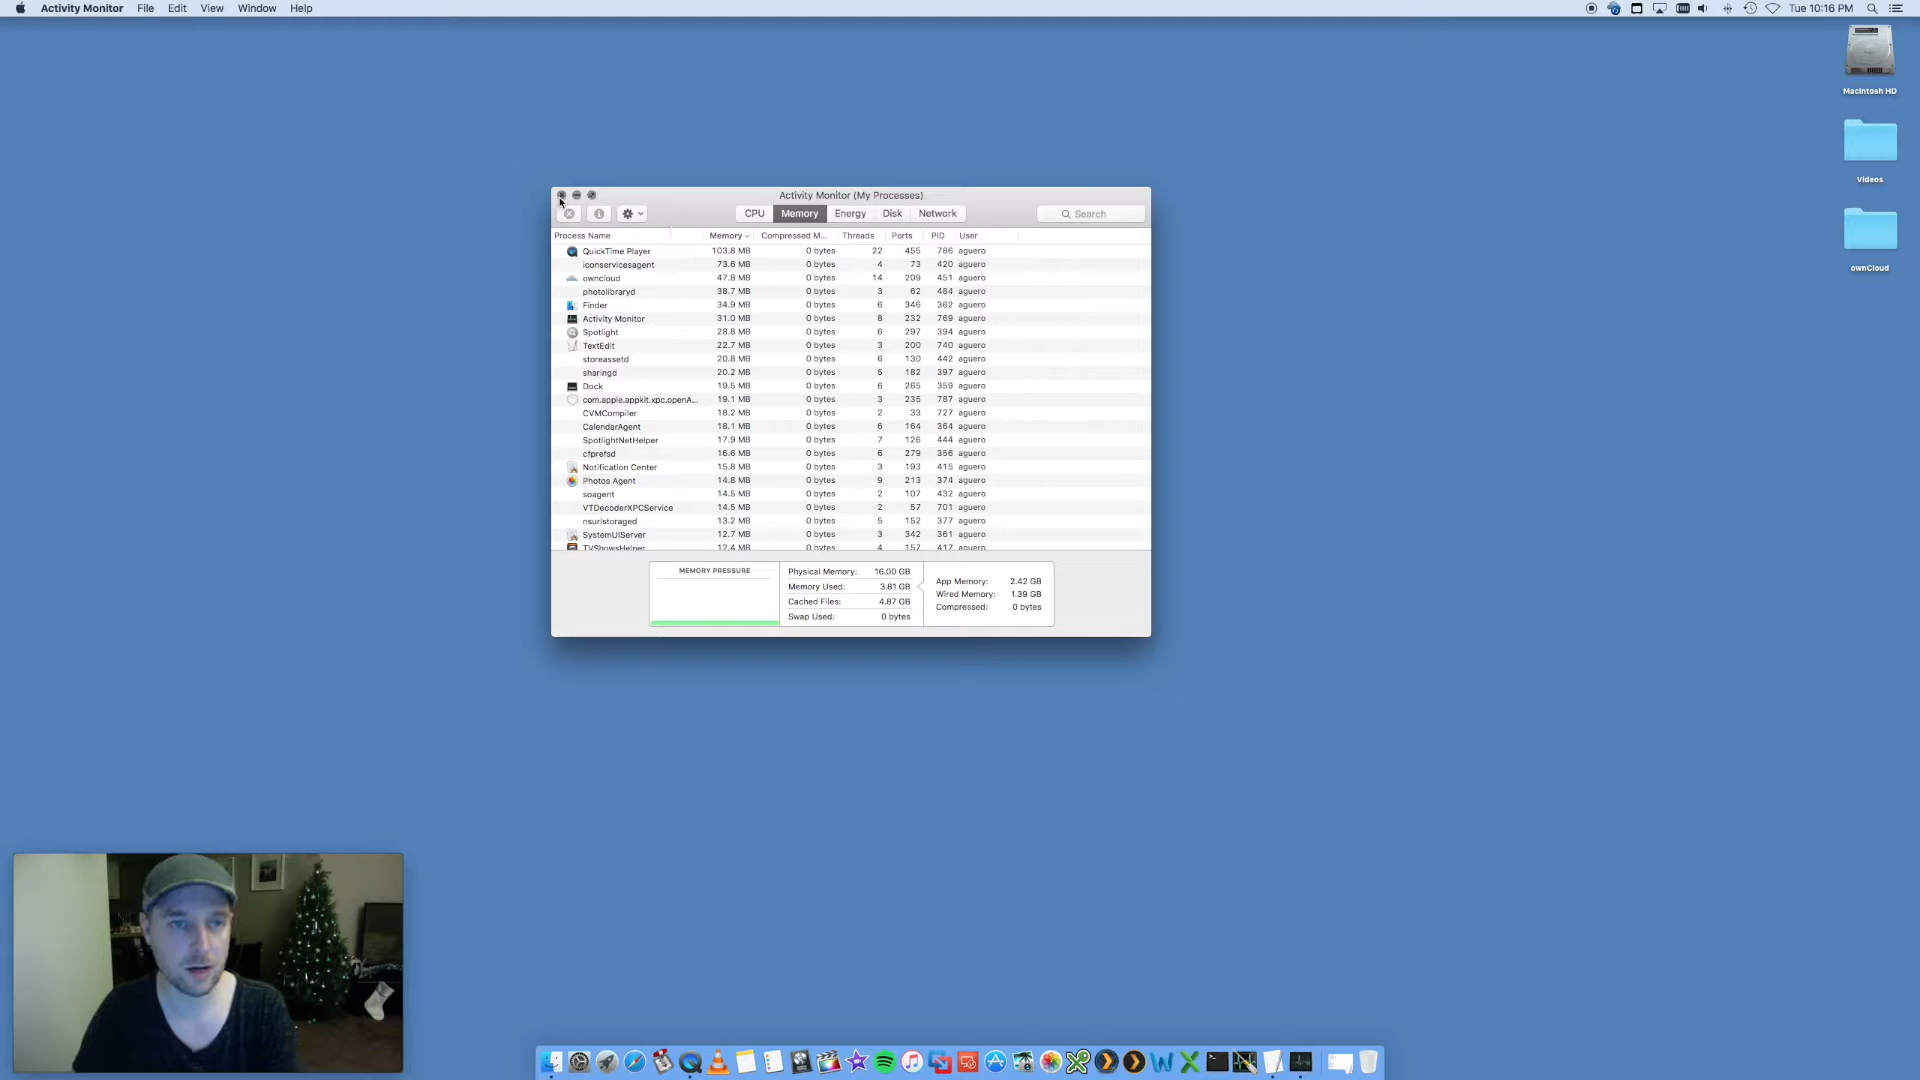 Activity Monitor File Edit View Window Help Tue 10:16 PM
Macintosh HD
Videos
ownCloud
Activity Monitor (My Processes)
CPU Memory Energy Disk Network Search
Process Name Memory Compressed M... Threads Ports PID User
QuickTime Player 103.8 MB 0 bytes 22 455 786 aguero
iconservicesagent 73.6 MB 0 bytes 4 73 420 aguero
owncloud 47.8 MB 0 bytes 14 209 451 aguero
photolibraryd 38.7 MB 0 bytes 3 62 484 aguero
Finder 34.9 MB 0 bytes 6 346 362 aguero
Activity Monitor 31.0 MB 0 bytes 8 232 769 aguero
Spotlight 28.8 MB 0 bytes 6 297 394 aguero
TextEdit 22.7 MB 0 bytes 3 200 740 aguero
storeassetd 20.8 MB 0 bytes 6 130 442 aguero
sharingd 20.2 MB 0 bytes 5 182 397 aguero
Dock 19.5 MB 0 bytes 6 265 359 aguero
com.apple.appkit.xpc.openA... 19.1 MB 0 bytes 3 235 787 aguero
CVMCompiler 18.2 MB 0 bytes 2 33 727 aguero
CalendarAgent 18.1 MB 0 bytes 6 164 364 aguero
SpotlightNetHelper 17.9 MB 0 bytes 7 126 444 aguero
cfprefsd 16.6 MB 0 bytes 6 279 356 aguero
Notification Center 15.8 MB 0 bytes 3 193 415 aguero
Photos Agent 14.8 MB 0 bytes 9 213 374 aguero
soagent 14.5 MB 0 bytes 2 107 432 aguero
VTDecoderXPCService 14.5 MB 0 bytes 2 57 701 aguero
nsuristoraged 13.2 MB 0 bytes 5 152 377 aguero
SystemUIServer 12.7 MB 0 bytes 3 342 361 aguero
TVShowsHelper 12.4 MB 0 bytes 4 157 417 aguero
MEMORY PRESSURE
Physical Memory: 16.00 GB
Memory Used: 3.81 GB
Cached Files: 4.87 GB
Swap Used: 0 bytes
App Memory: 2.42 GB
Wired Memory: 1.39 GB
Compressed: 0 bytes